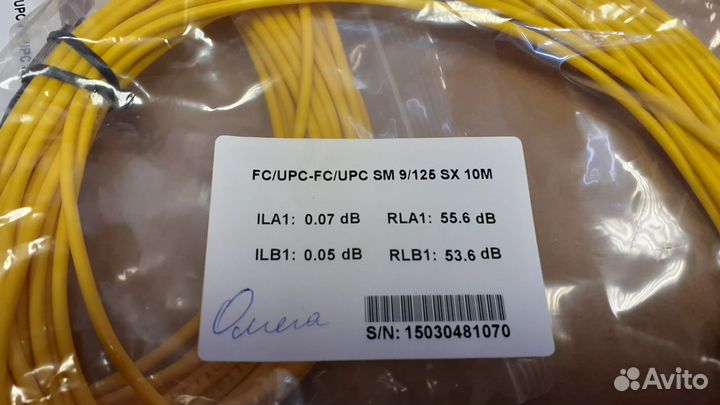 FC/UPC-FC/UPC SM 9/125 SX 10M
ILA1: 0.07 dB RLA1: 55.6 dB
ILB1: 0.05 dB RLB1: 53.6 dB
Омега
S/N: 15030481070
Avito